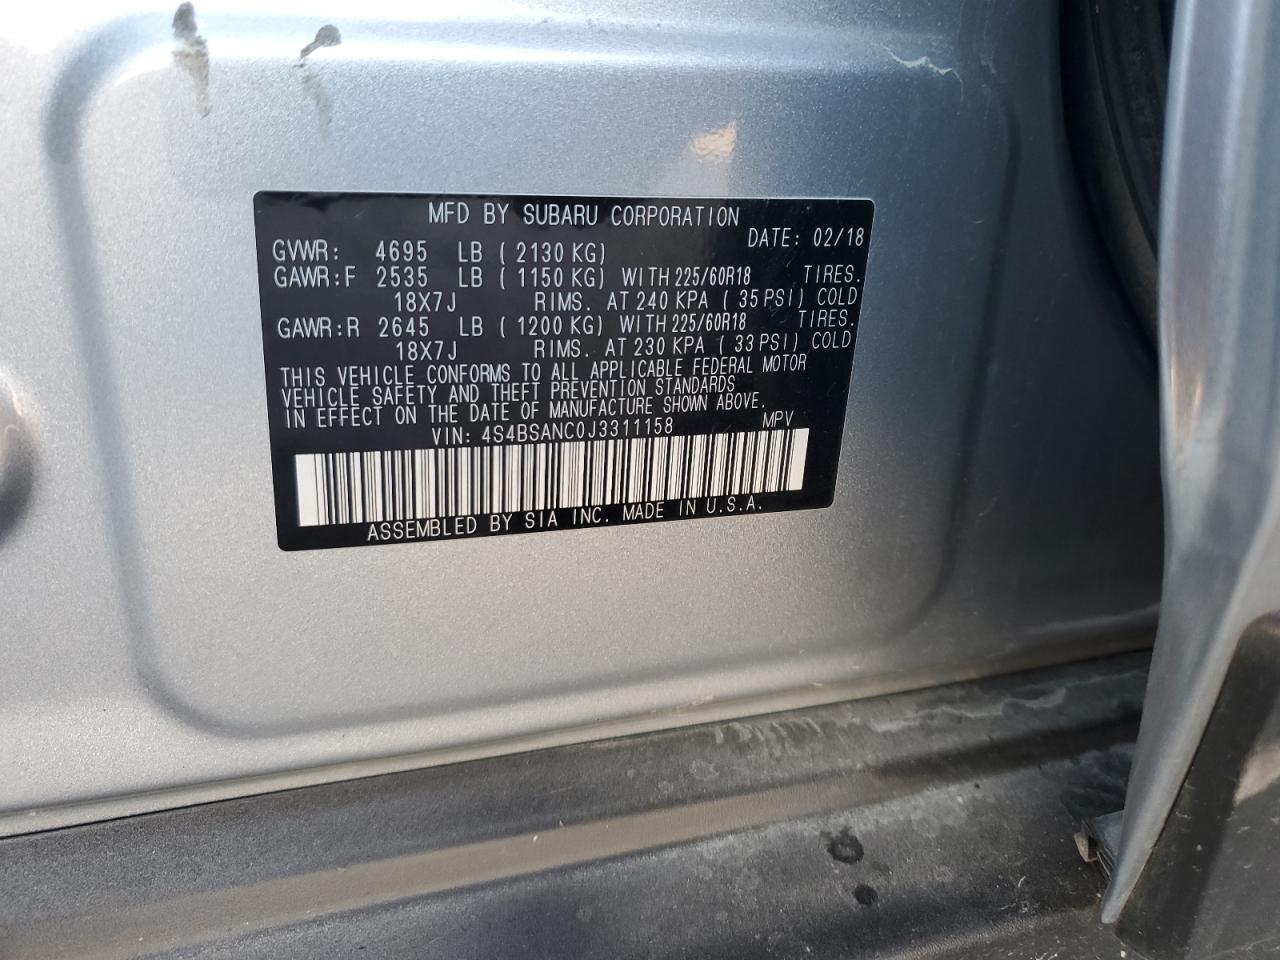 MFD BY SUBARU CORPORATION
DATE: 02/18
GVWR: 4695 LB ( 2130 KG)
GAWR:F 2535 LB ( 1150 KG) WITH 225/60R18 TIRES.
18X7J RIMS. AT 240 KPA ( 35 PSI) COLD
GAWR:R 2645 LB ( 1200 KG) WITH 225/60R18 TIRES.
18X7J RIMS. AT 230 KPA ( 33 PSI) COLD
THIS VEHICLE CONFORMS TO ALL APPLICABLE FEDERAL MOTOR
VEHICLE SAFETY AND THEFT PREVENTION STANDARDS
IN EFFECT ON THE DATE OF MANUFACTURE SHOWN ABOVE.
VIN: 4S4BSANC0J3311158 MPV
ASSEMBLED BY SIA INC. MADE IN U.S.A.